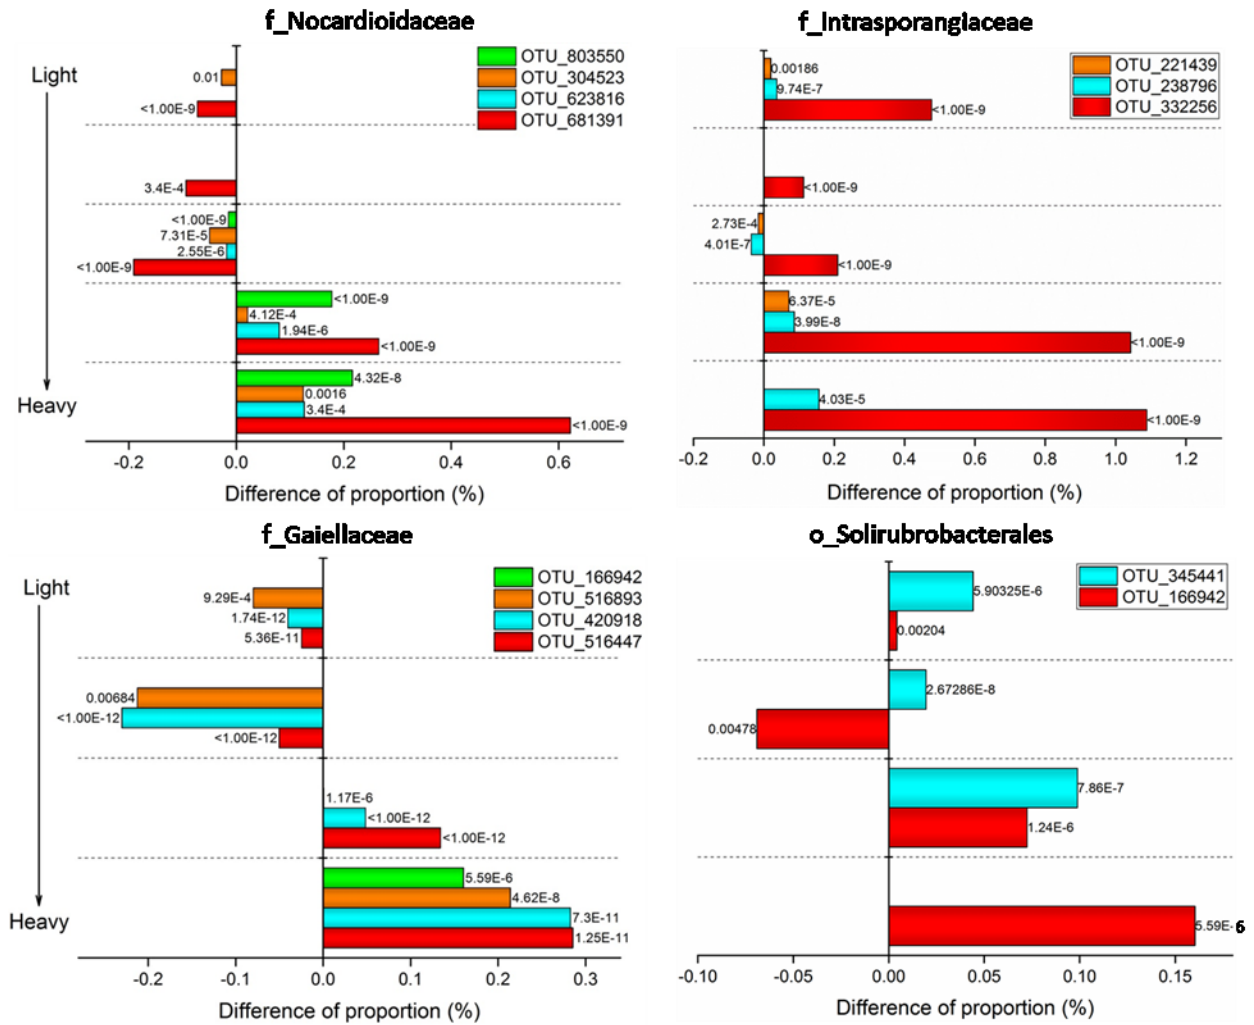 f_Nocardioidaceae
Light
Heavy
OTU_803550
OTU_304523
OTU_623816
OTU_681391
0.01
<1.00E-9
3.4E-4
<1.00E-9
7.31E-5
2.55E-6
<1.00E-9
<1.00E-9
4.12E-4
1.94E-6
<1.00E-9
4.32E-8
0.0016
3.4E-4
<1.00E-9
-0.2 0.0 0.2 0.4 0.6
Difference of proportion (%)
f_Intrasporangiaceae
OTU_221439
OTU_238796
OTU_332256
0.00186
9.74E-7
<1.00E-9
<1.00E-9
2.73E-4
4.01E-7
<1.00E-9
6.37E-5
3.99E-8
<1.00E-9
4.03E-5
<1.00E-9
-0.2 0.0 0.2 0.4 0.6 0.8 1.0 1.2
Difference of proportion (%)
f_Gaiellaceae
Light
Heavy
OTU_166942
OTU_516893
OTU_420918
OTU_516447
9.29E-4
1.74E-12
5.36E-11
0.00684
<1.00E-12
<1.00E-12
1.17E-6
<1.00E-12
<1.00E-12
5.59E-6
4.62E-8
7.3E-11
1.25E-11
-0.2 -0.1 0.0 0.1 0.2 0.3
Difference of proportion (%)
o_Solirubrobacterales
OTU_345441
OTU_166942
5.90325E-6
0.00204
2.67286E-8
0.00478
7.86E-7
1.24E-6
5.59E-6
-0.10 -0.05 0.00 0.05 0.10 0.15
Difference of proportion (%)